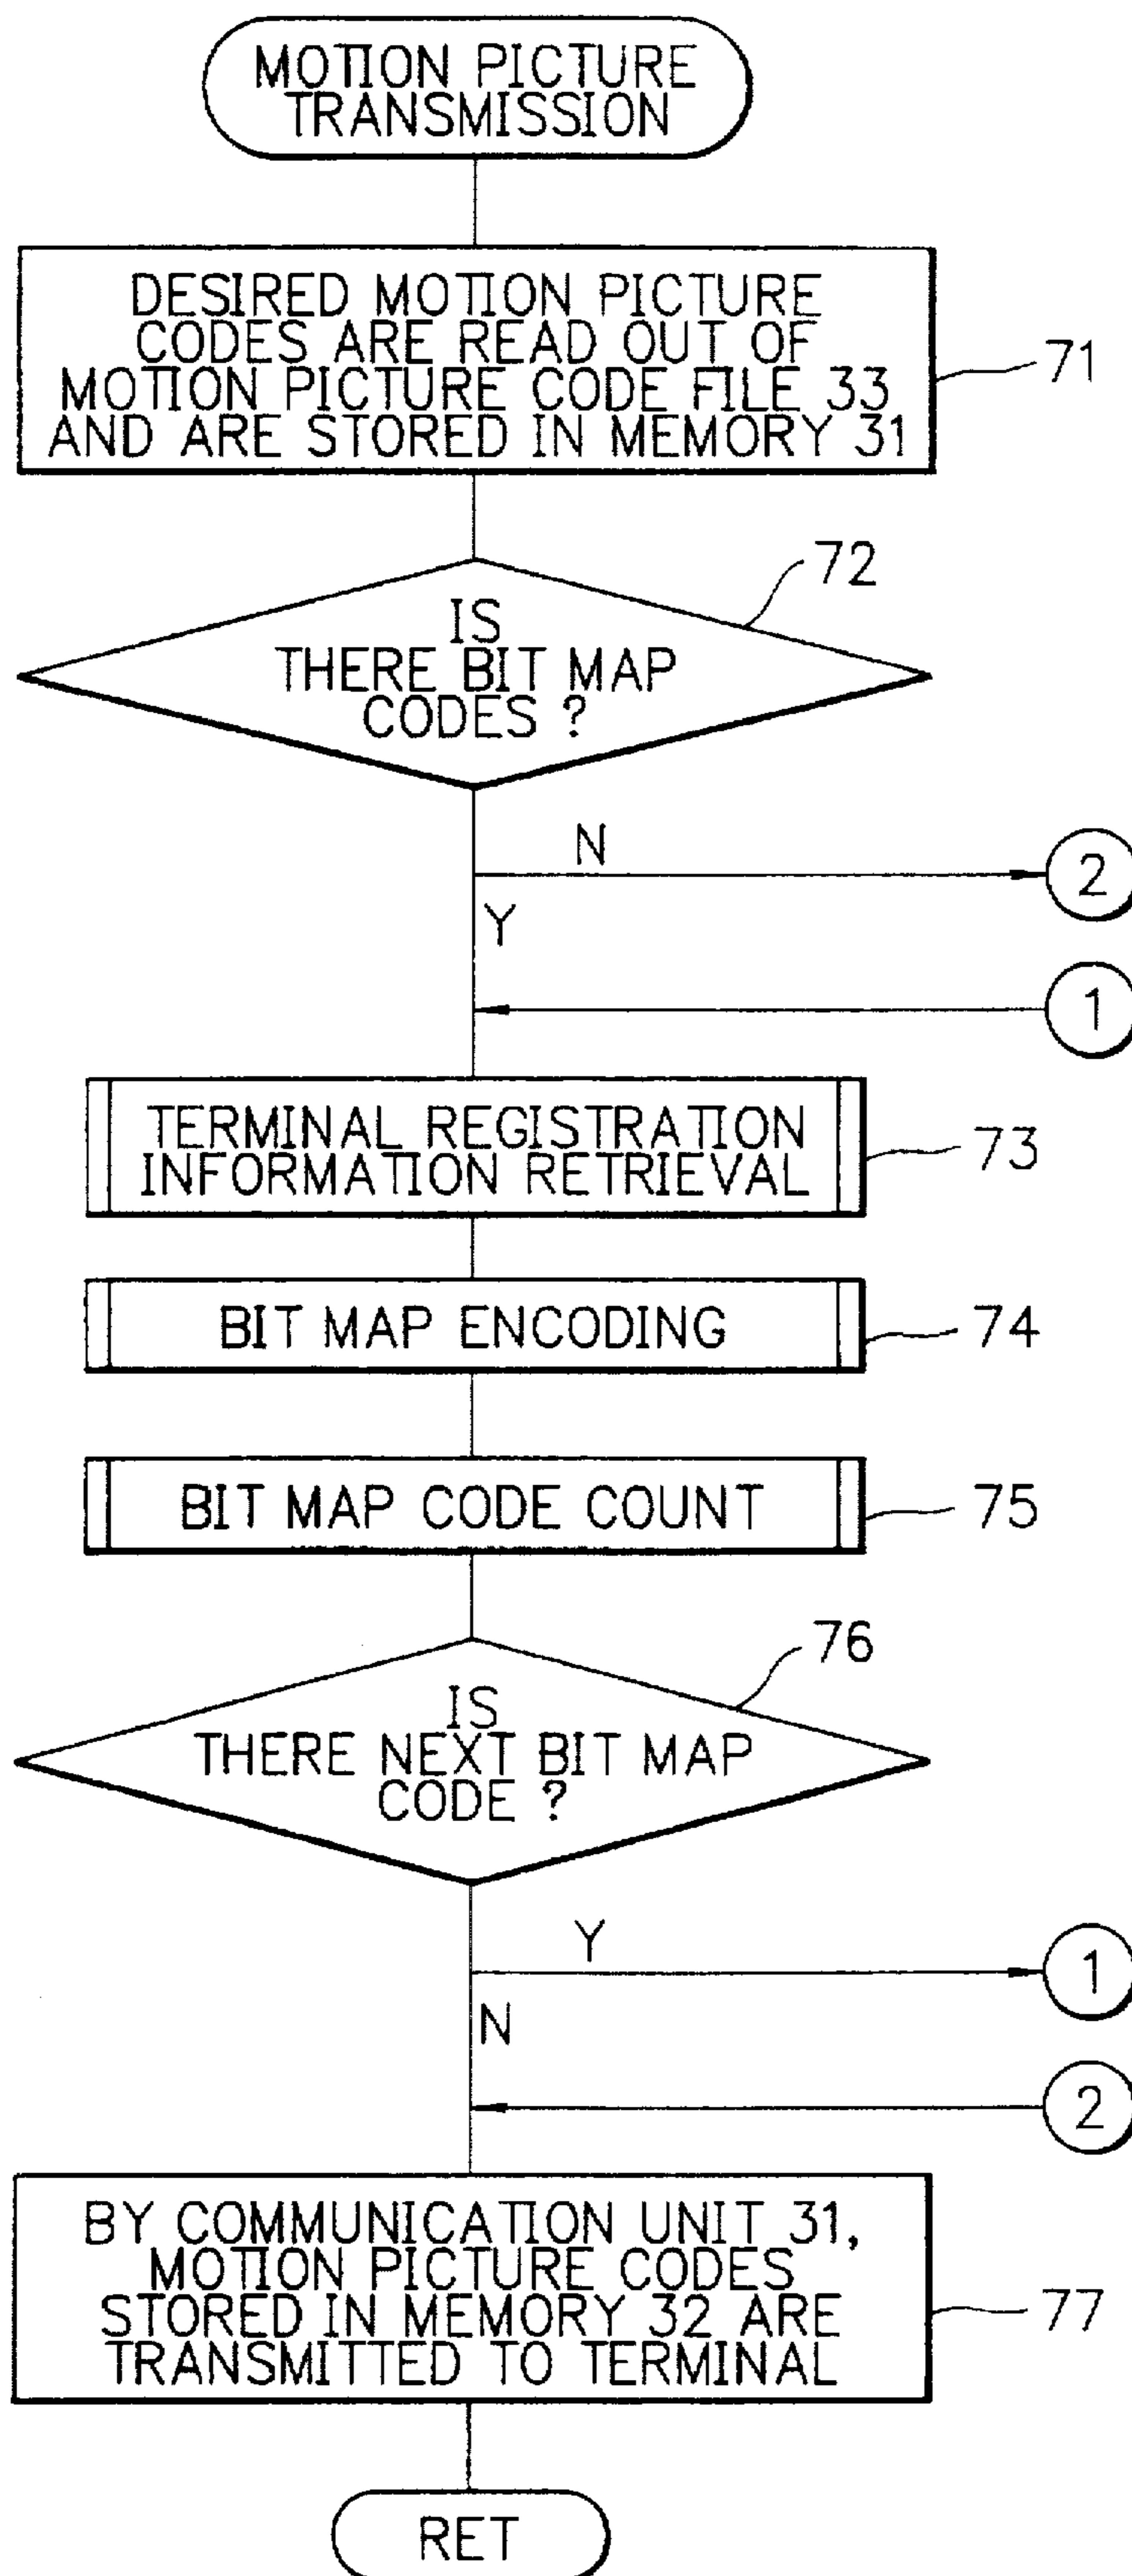 MOTION PICTURE
TRANSMISSION
DESIRED MOTION PICTURE
CODES ARE READ OUT OF
MOTION PICTURE CODE FILE 33
AND ARE STORED IN MEMORY 31
71
72
IS
THERE BIT MAP
CODES ?
N
2
Y
1
TERMINAL REGISTRATION
INFORMATION RETRIEVAL
73
BIT MAP ENCODING
74
BIT MAP CODE COUNT
75
76
IS
THERE NEXT BIT MAP
CODE ?
Y
1
N
2
BY COMMUNICATION UNIT 31,
MOTION PICTURE CODES
STORED IN MEMORY 32 ARE
TRANSMITTED TO TERMINAL
77
RET